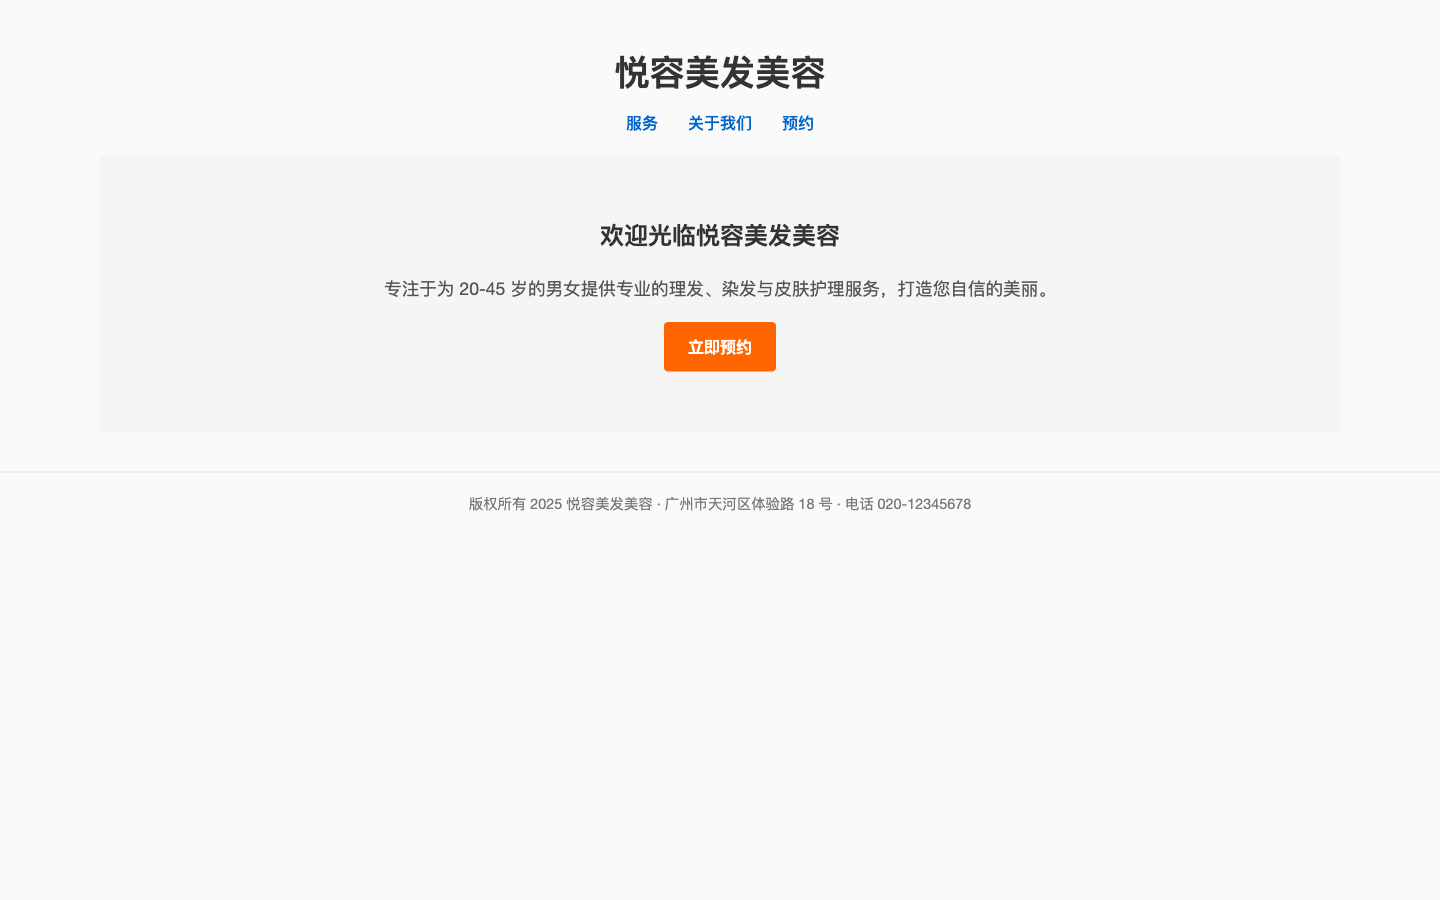 悦容美发美容
服务 关于我们 预约
欢迎光临悦容美发美容
专注于为 20-45 岁的男女提供专业的理发、染发与皮肤护理服务，打造您自信的美丽。
立即预约
版权所有 2025 悦容美发美容 · 广州市天河区体验路 18 号 · 电话 020-12345678